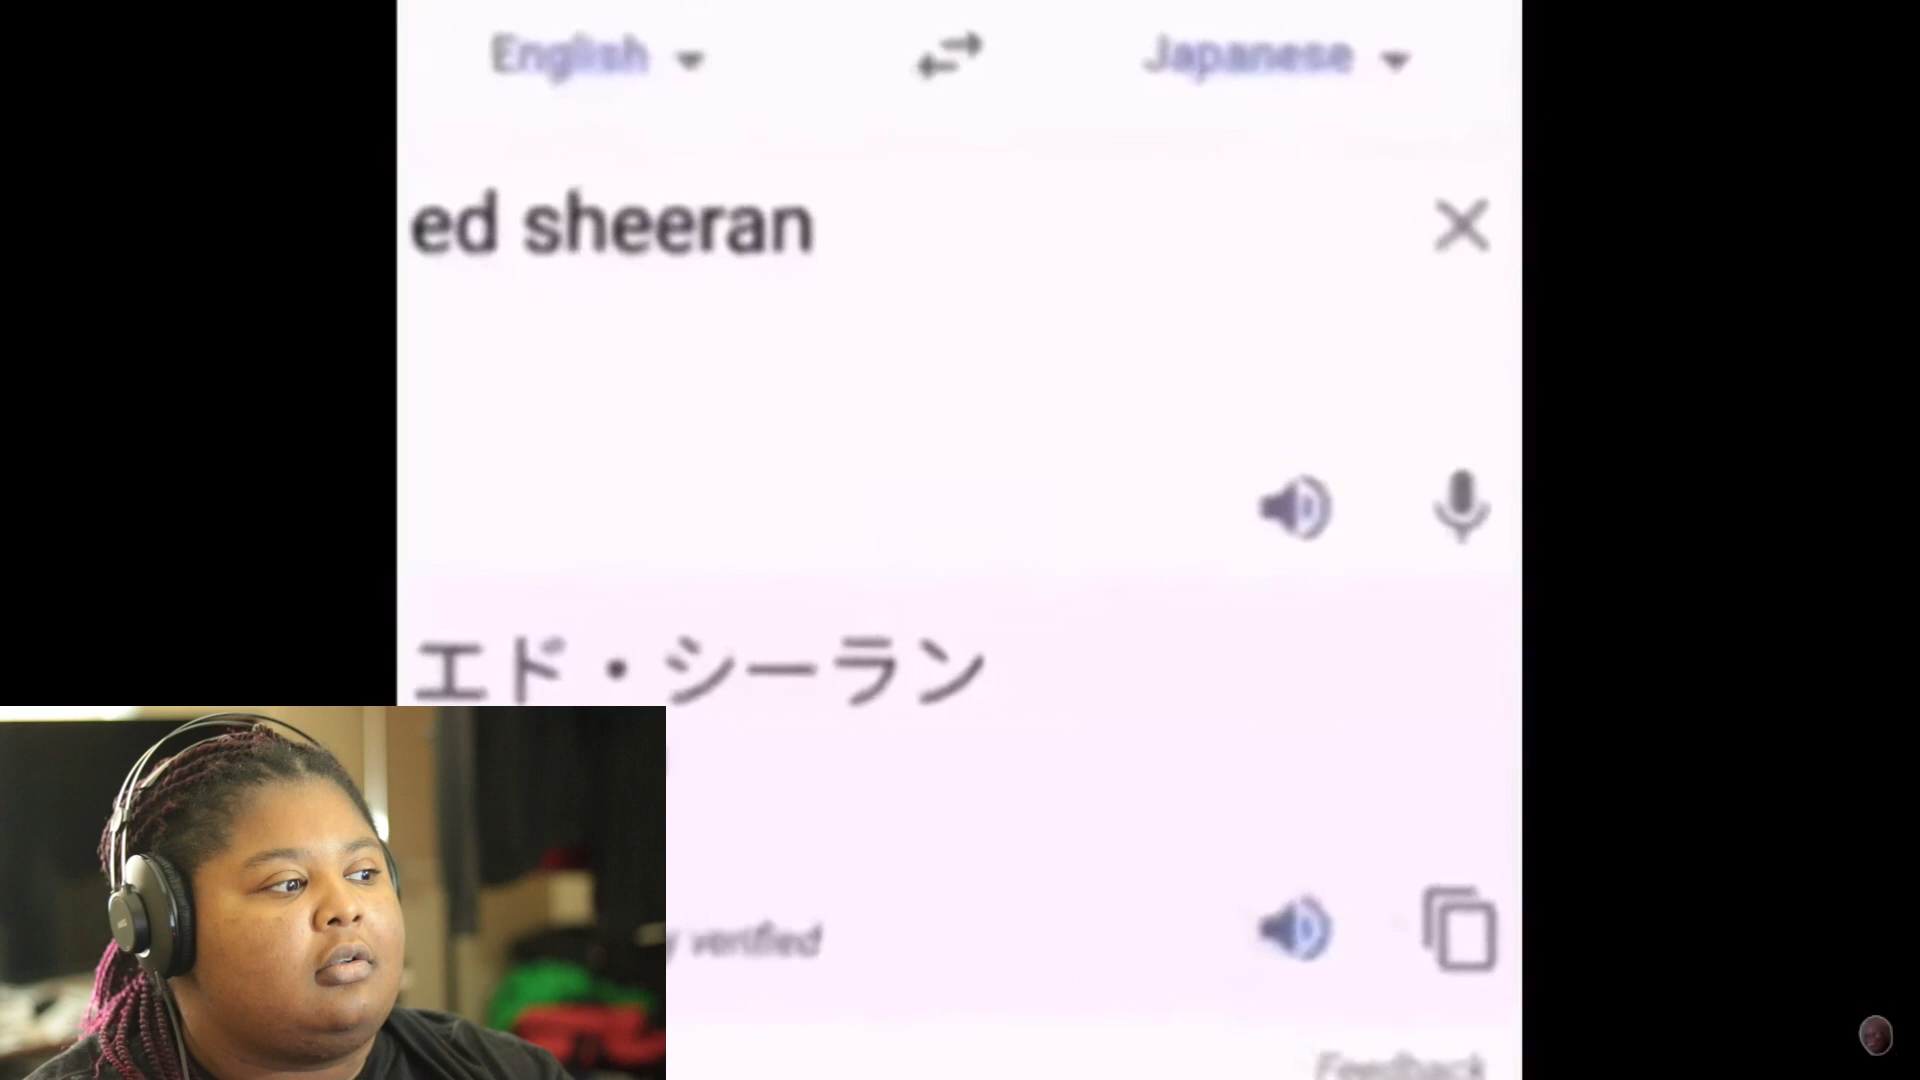 English
Japanese
ed sheeran
エド・シーラン
verified
Feedback